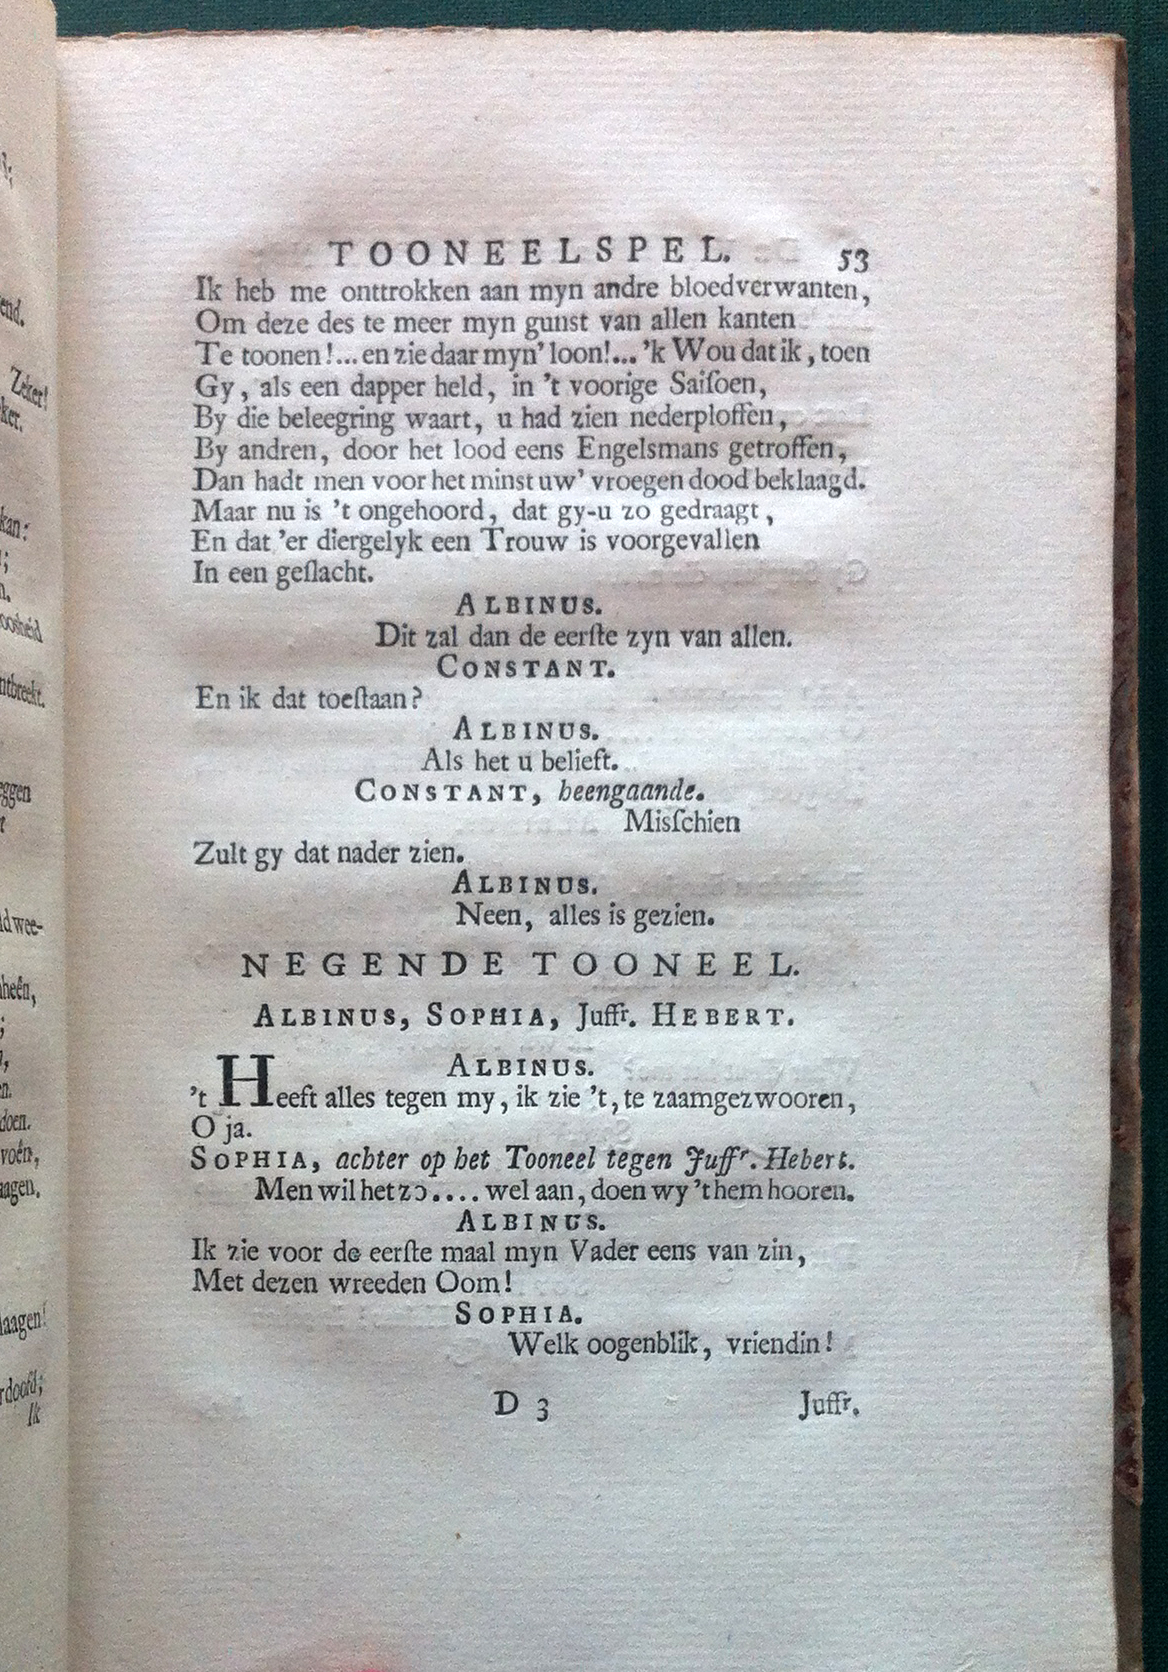 TOONEELSPEL. 53
Ik heb me onttrokken aan myn andre bloedverwanten,
Om deze des te meer myn gunst van allen kanten
Te toonen!... en zie daar myn' loon!... 'k Wou dat ik, toen
Gy, als een dapper held, in 't voorige Saiſoen,
By die beleegring waart, u had zien nederploffen,
By andren, door het lood eens Engelsmans getroffen,
Dan hadt men voor het minst uw' vroegen dood beklaagd.
Maar nu is 't ongehoord, dat gy-u zo gedraagt,
En dat 'er diergelyk een Trouw is voorgevallen
In een geſlacht.
ALBINUS.
Dit zal dan de eerſte zyn van allen.
CONSTANT.
En ik dat toeſtaan?
ALBINUS.
Als het u belieft.
CONSTANT, heengaande.
Misſchien
Zult gy dat nader zien.
ALBINUS.
Neen, alles is gezien.
NEGENDE TOONEEL.
ALBINUS, SOPHIA, Juffr. HEBERT.
ALBINUS.
't Heeft alles tegen my, ik zie 't, te zaamgezwooren,
O ja.
SOPHIA, achter op het Tooneel tegen Juffr. Hebert.
Men wil het zo.... wel aan, doen wy 't hem hooren.
ALBINUS.
Ik zie voor de eerſte maal myn Vader eens van zin,
Met dezen wreeden Oom!
SOPHIA.
Welk oogenblik, vriendin!
D 3 Juffr.